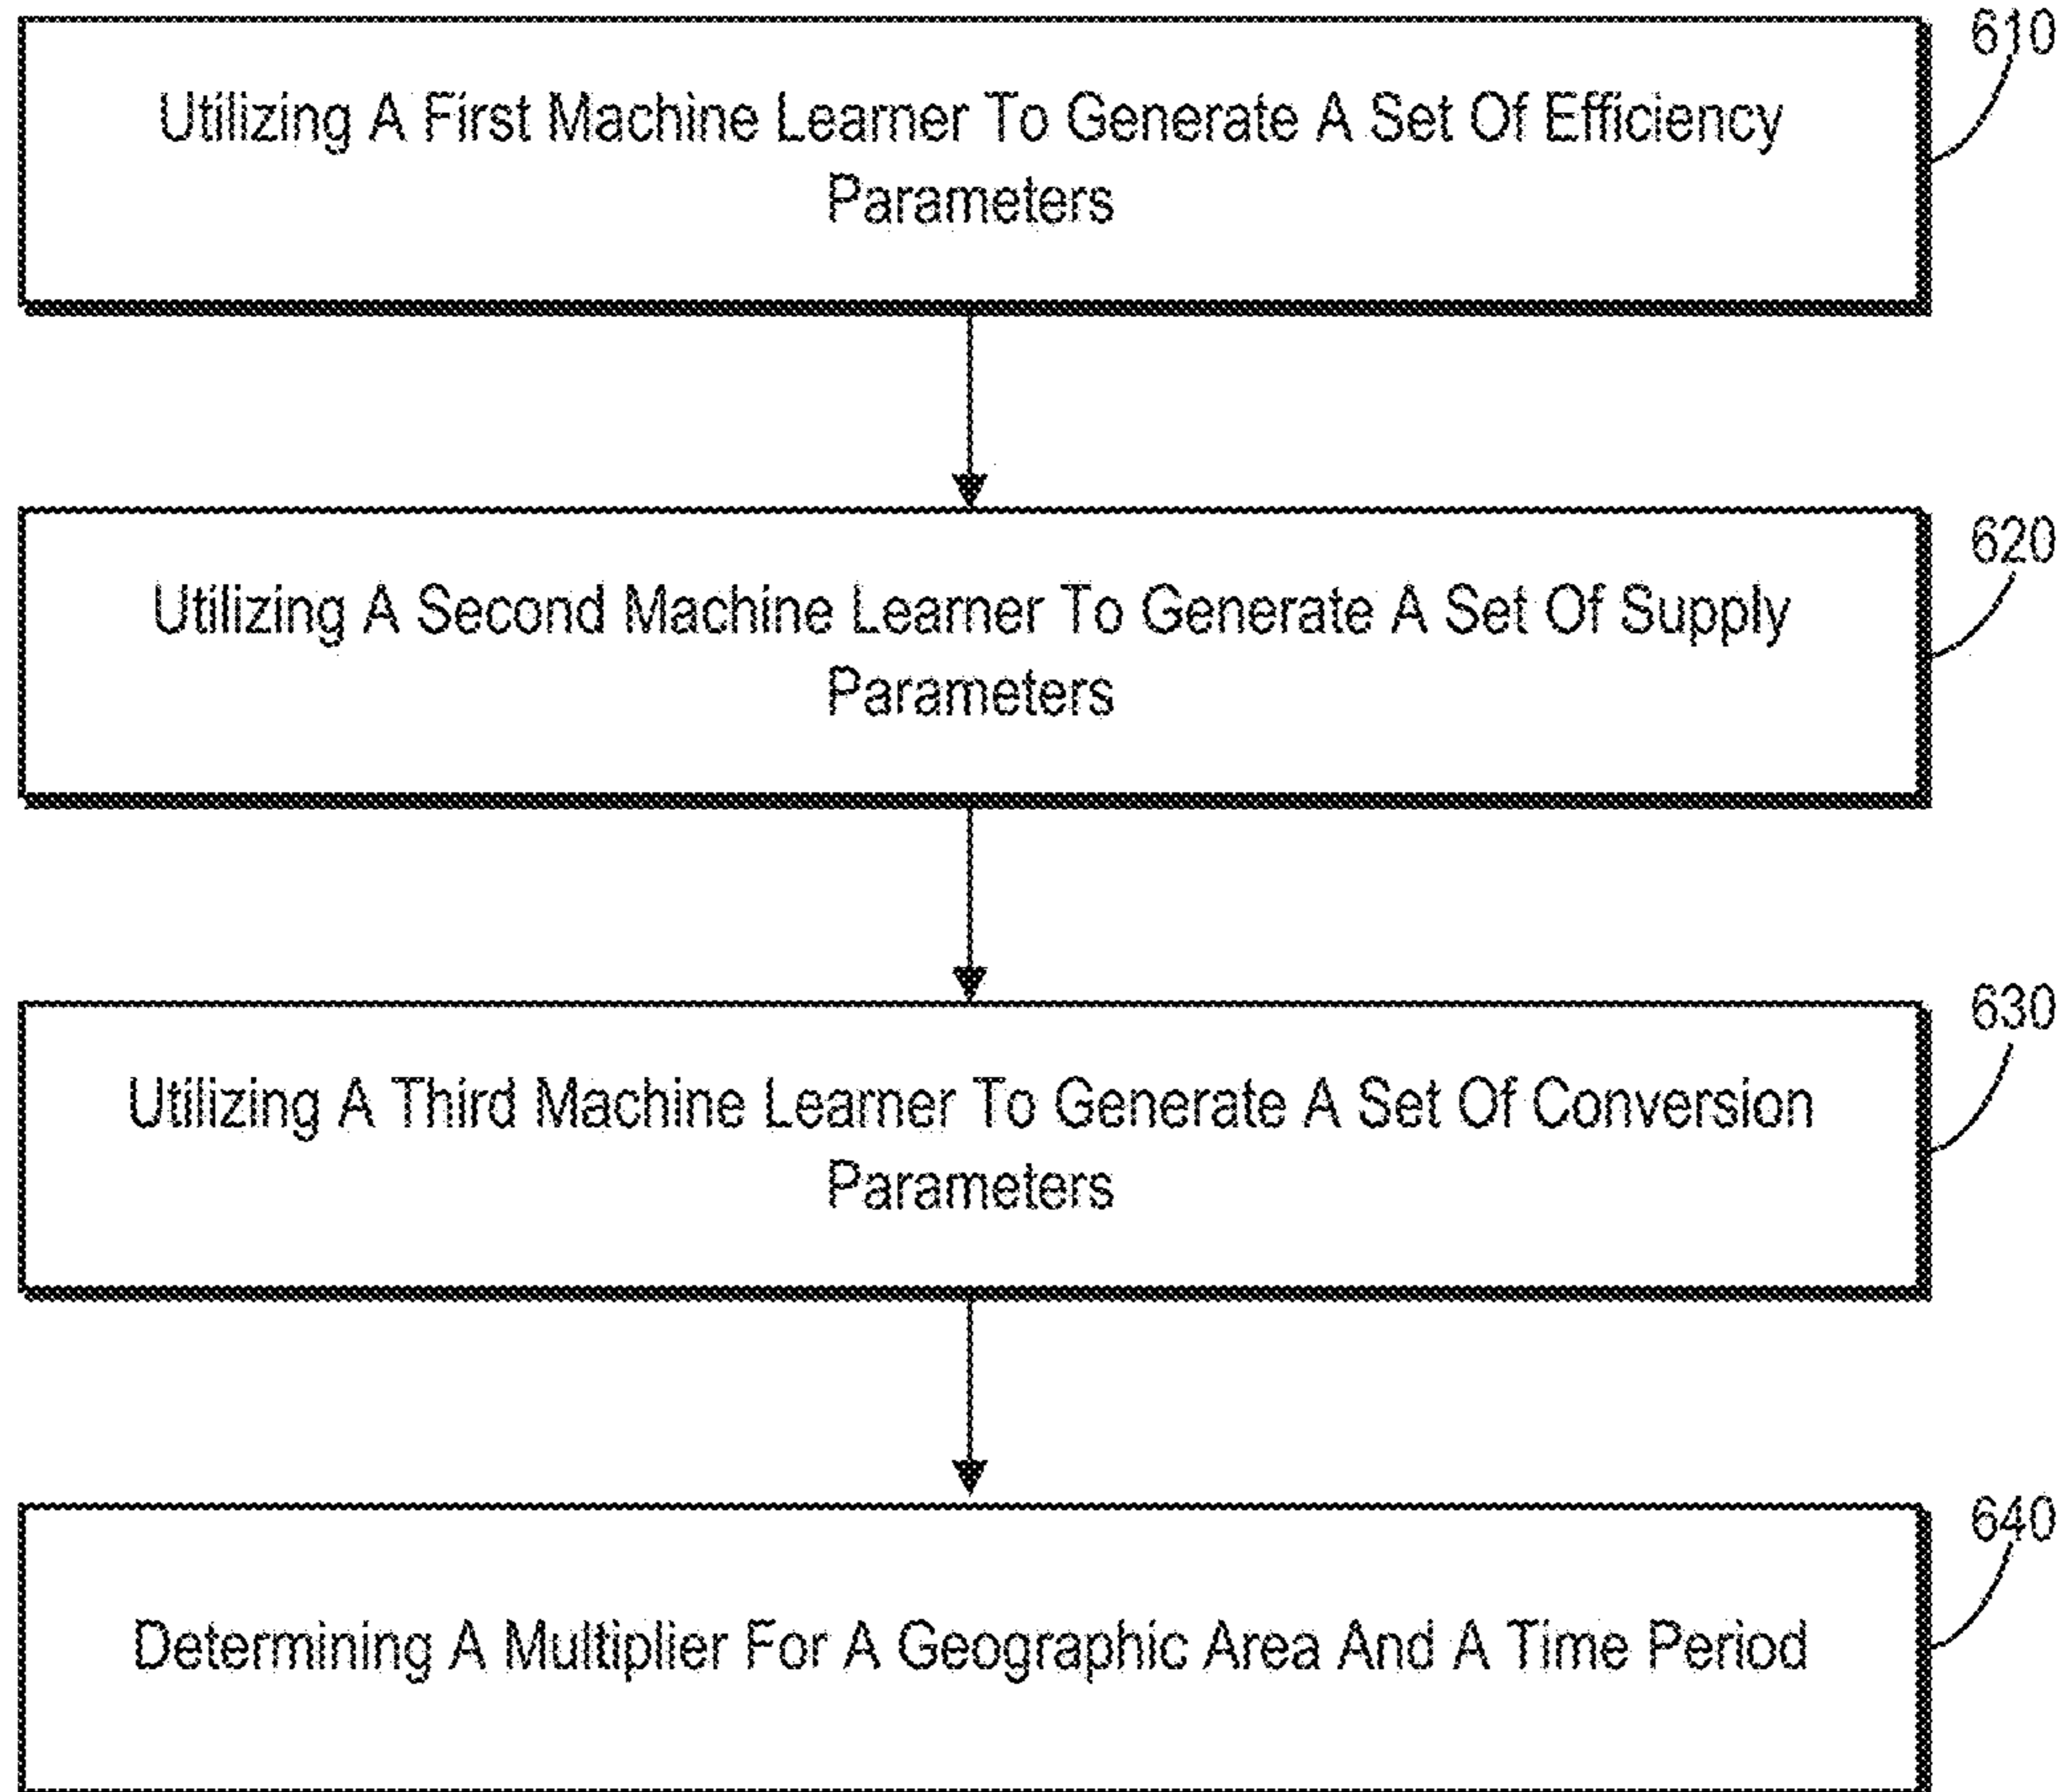 610
Utilizing A First Machine Learner To Generate A Set Of Efficiency
Parameters
620
Utilizing A Second Machine Learner To Generate A Set Of Supply
Parameters
630
Utilizing A Third Machine Learner To Generate A Set Of Conversion
Parameters
640
Determining A Multiplier For A Geographic Area And A Time Period